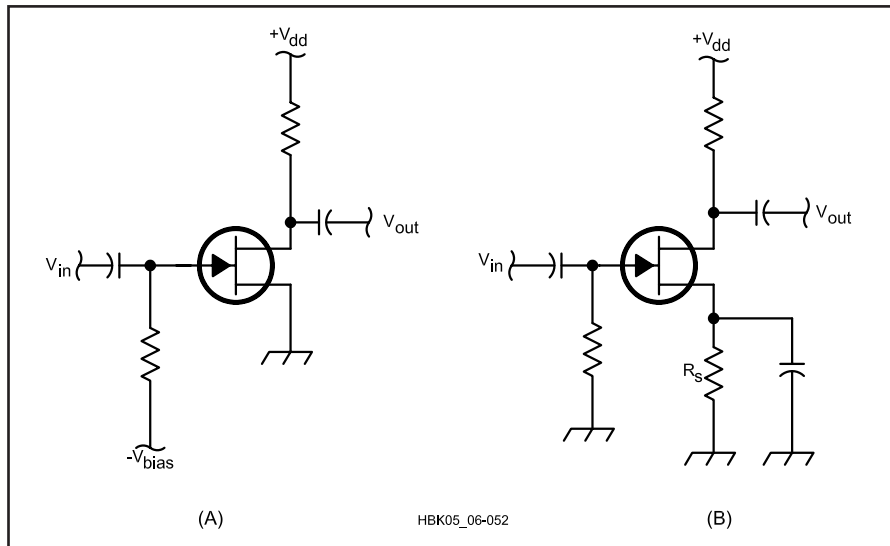 +Vdd
Vout
Vin
-Vbias
(A)
+Vdd
Vout
Vin
Rs
(B)
HBK05_06-052